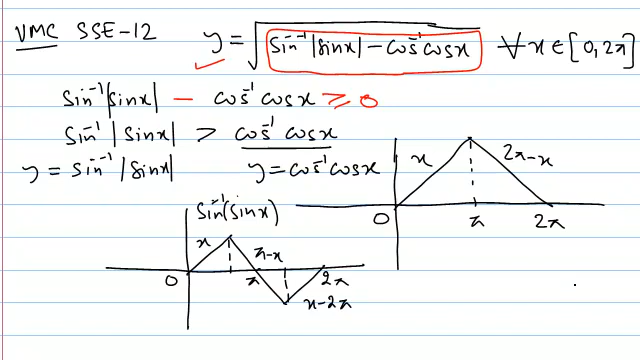 VMC SSE-12 y = √(sin⁻¹|sinx| - cos⁻¹cosx) ∀ x ∈ [0, 2π]
sin⁻¹|sinx| - cos⁻¹cosx ≥ 0
sin⁻¹|sinx| > cos⁻¹cosx
y = sin⁻¹|sinx| y = cos⁻¹cosx
x 2π-x
0 π 2π
sin⁻¹(sinx)
x π-x
0 π 2π
x-2π